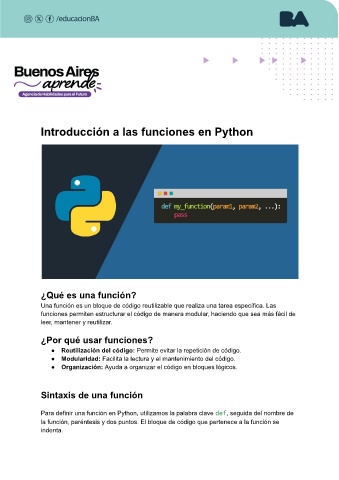 /educacionBA
BA
Buenos Aires
aprende
Agencia de Habilidades para el Futuro
Introducción a las funciones en Python
def my_function(param1, param2, ...):
pass
¿Qué es una función?
Una función es un bloque de código reutilizable que realiza una tarea específica. Las
funciones permiten estructurar el código de manera modular, haciendo que sea más fácil de
leer, mantener y reutilizar.
¿Por qué usar funciones?
● Reutilización del código: Permite evitar la repetición de código.
● Modularidad: Facilita la lectura y el mantenimiento del código.
● Organización: Ayuda a organizar el código en bloques lógicos.
Sintaxis de una función
Para definir una función en Python, utilizamos la palabra clave def, seguida del nombre de
la función, paréntesis y dos puntos. El bloque de código que pertenece a la función se
indenta.